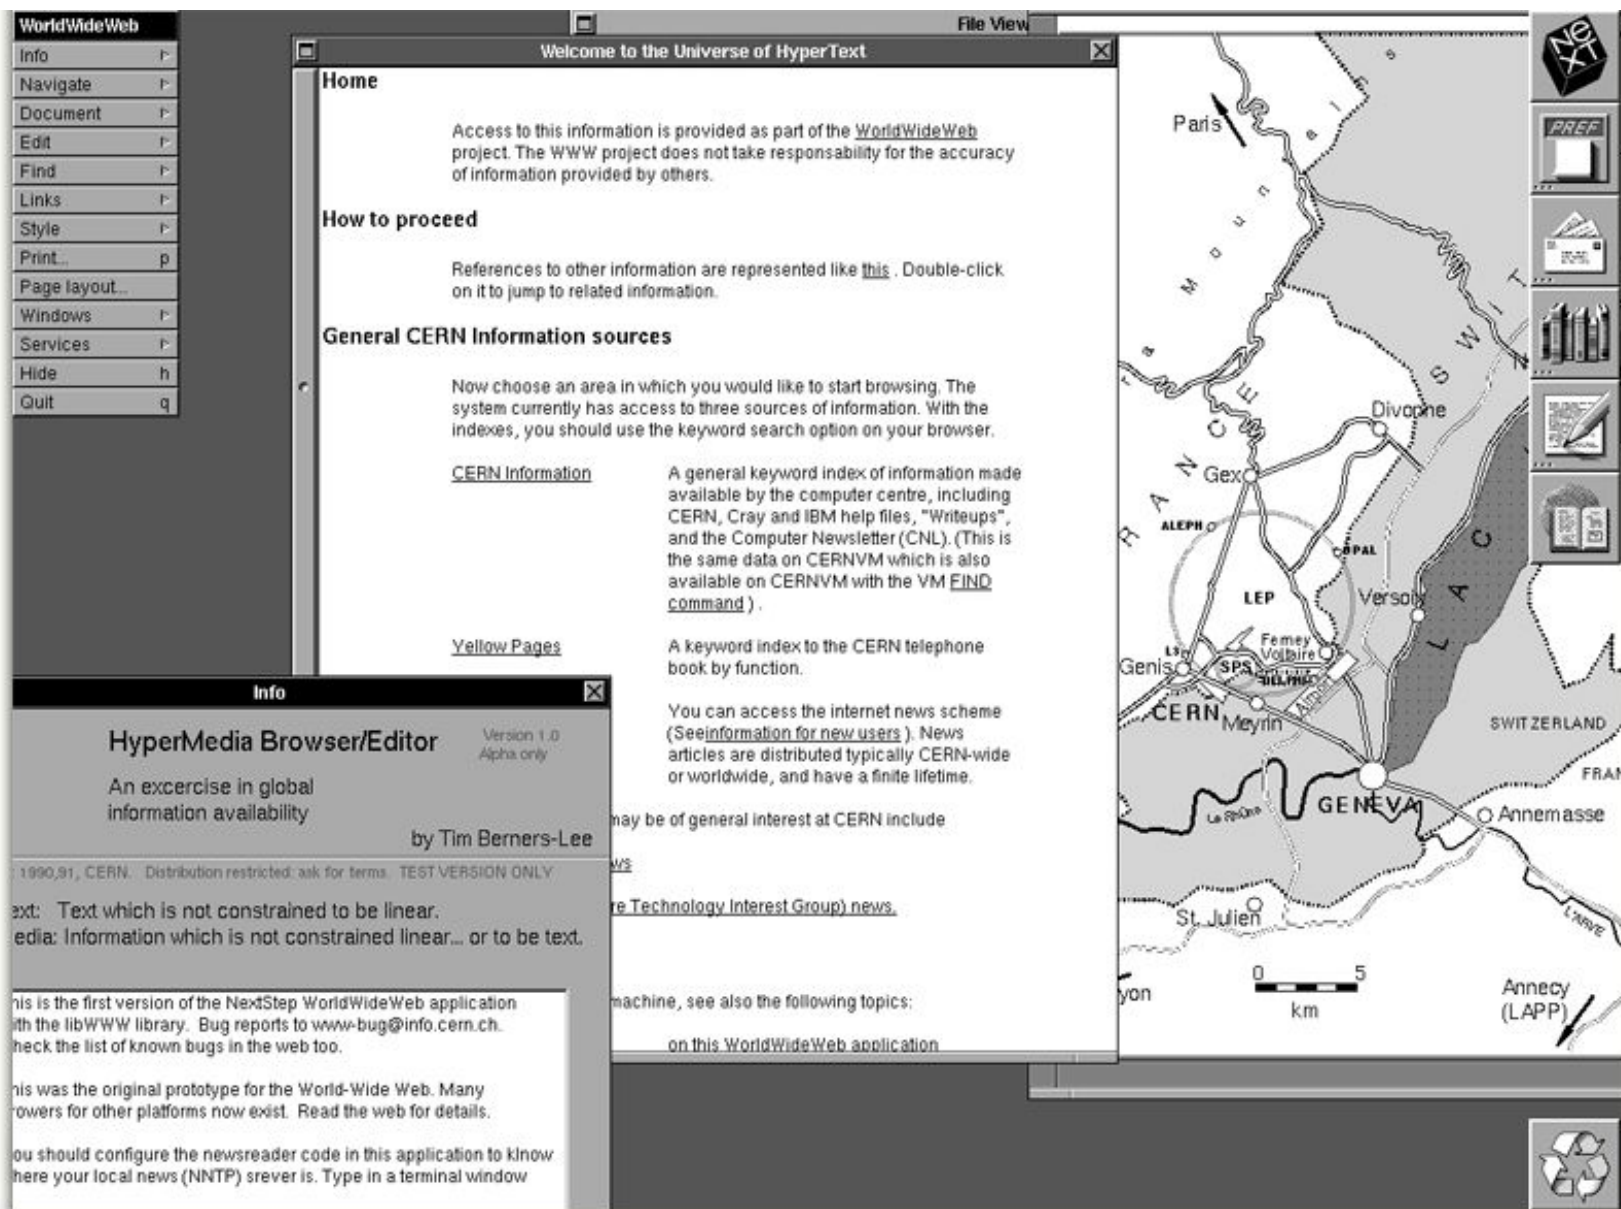 WorldWideWeb
Info
Navigate
Document
Edit
Find
Links
Style
Print... p
Page layout...
Windows
Services
Hide h
Quit q
File View
Welcome to the Universe of HyperText
Home
Access to this information is provided as part of the WorldWideWeb
project. The WWW project does not take responsability for the accuracy
of information provided by others.
How to proceed
References to other information are represented like this . Double-click
on it to jump to related information.
General CERN Information sources
Now choose an area in which you would like to start browsing. The
system currently has access to three sources of information. With the
indexes, you should use the keyword search option on your browser.
CERN Information
A general keyword index of information made
available by the computer centre, including
CERN, Cray and IBM help files, "Writeups",
and the Computer Newsletter (CNL). (This is
the same data on CERNVM which is also
available on CERNVM with the VM FIND
command ) .
Yellow Pages
A keyword index to the CERN telephone
book by function.
You can access the internet news scheme
(Seeinformation for new users ). News
articles are distributed typically CERN-wide
or worldwide, and have a finite lifetime.
may be of general interest at CERN include
ws
re Technology Interest Group) news.
machine, see also the following topics:
on this WorldWideWeb application
Info
HyperMedia Browser/Editor
Version 1.0
Alpha only
An excercise in global
information availability
by Tim Berners-Lee
1990,91, CERN. Distribution restricted: ask for terms. TEST VERSION ONLY
ext: Text which is not constrained to be linear.
edia: Information which is not constrained linear... or to be text.
his is the first version of the NextStep WorldWideWeb application
ith the libWWW library. Bug reports to www-bug@info.cern.ch.
heck the list of known bugs in the web too.
his was the original prototype for the World-Wide Web. Many
rowers for other platforms now exist. Read the web for details.
ou should configure the newsreader code in this application to klnow
here your local news (NNTP) srever is. Type in a terminal window
Paris
r a M o u n t a i n s
F R A N C E
S W I T Z
Divonne
Gex
ALEPH
OPAL
LEP
Versoix
L A C
Ferney
Voltaire
L3
Genis
SPS
DELPHI
Airport
CERN
Meyrin
SWITZERLAND
FRAN
GENEVA
Le Rhône
Annemasse
St. Julien
L'ARVE
0 5
km
yon
Annecy
(LAPP)
NeXT
PREF